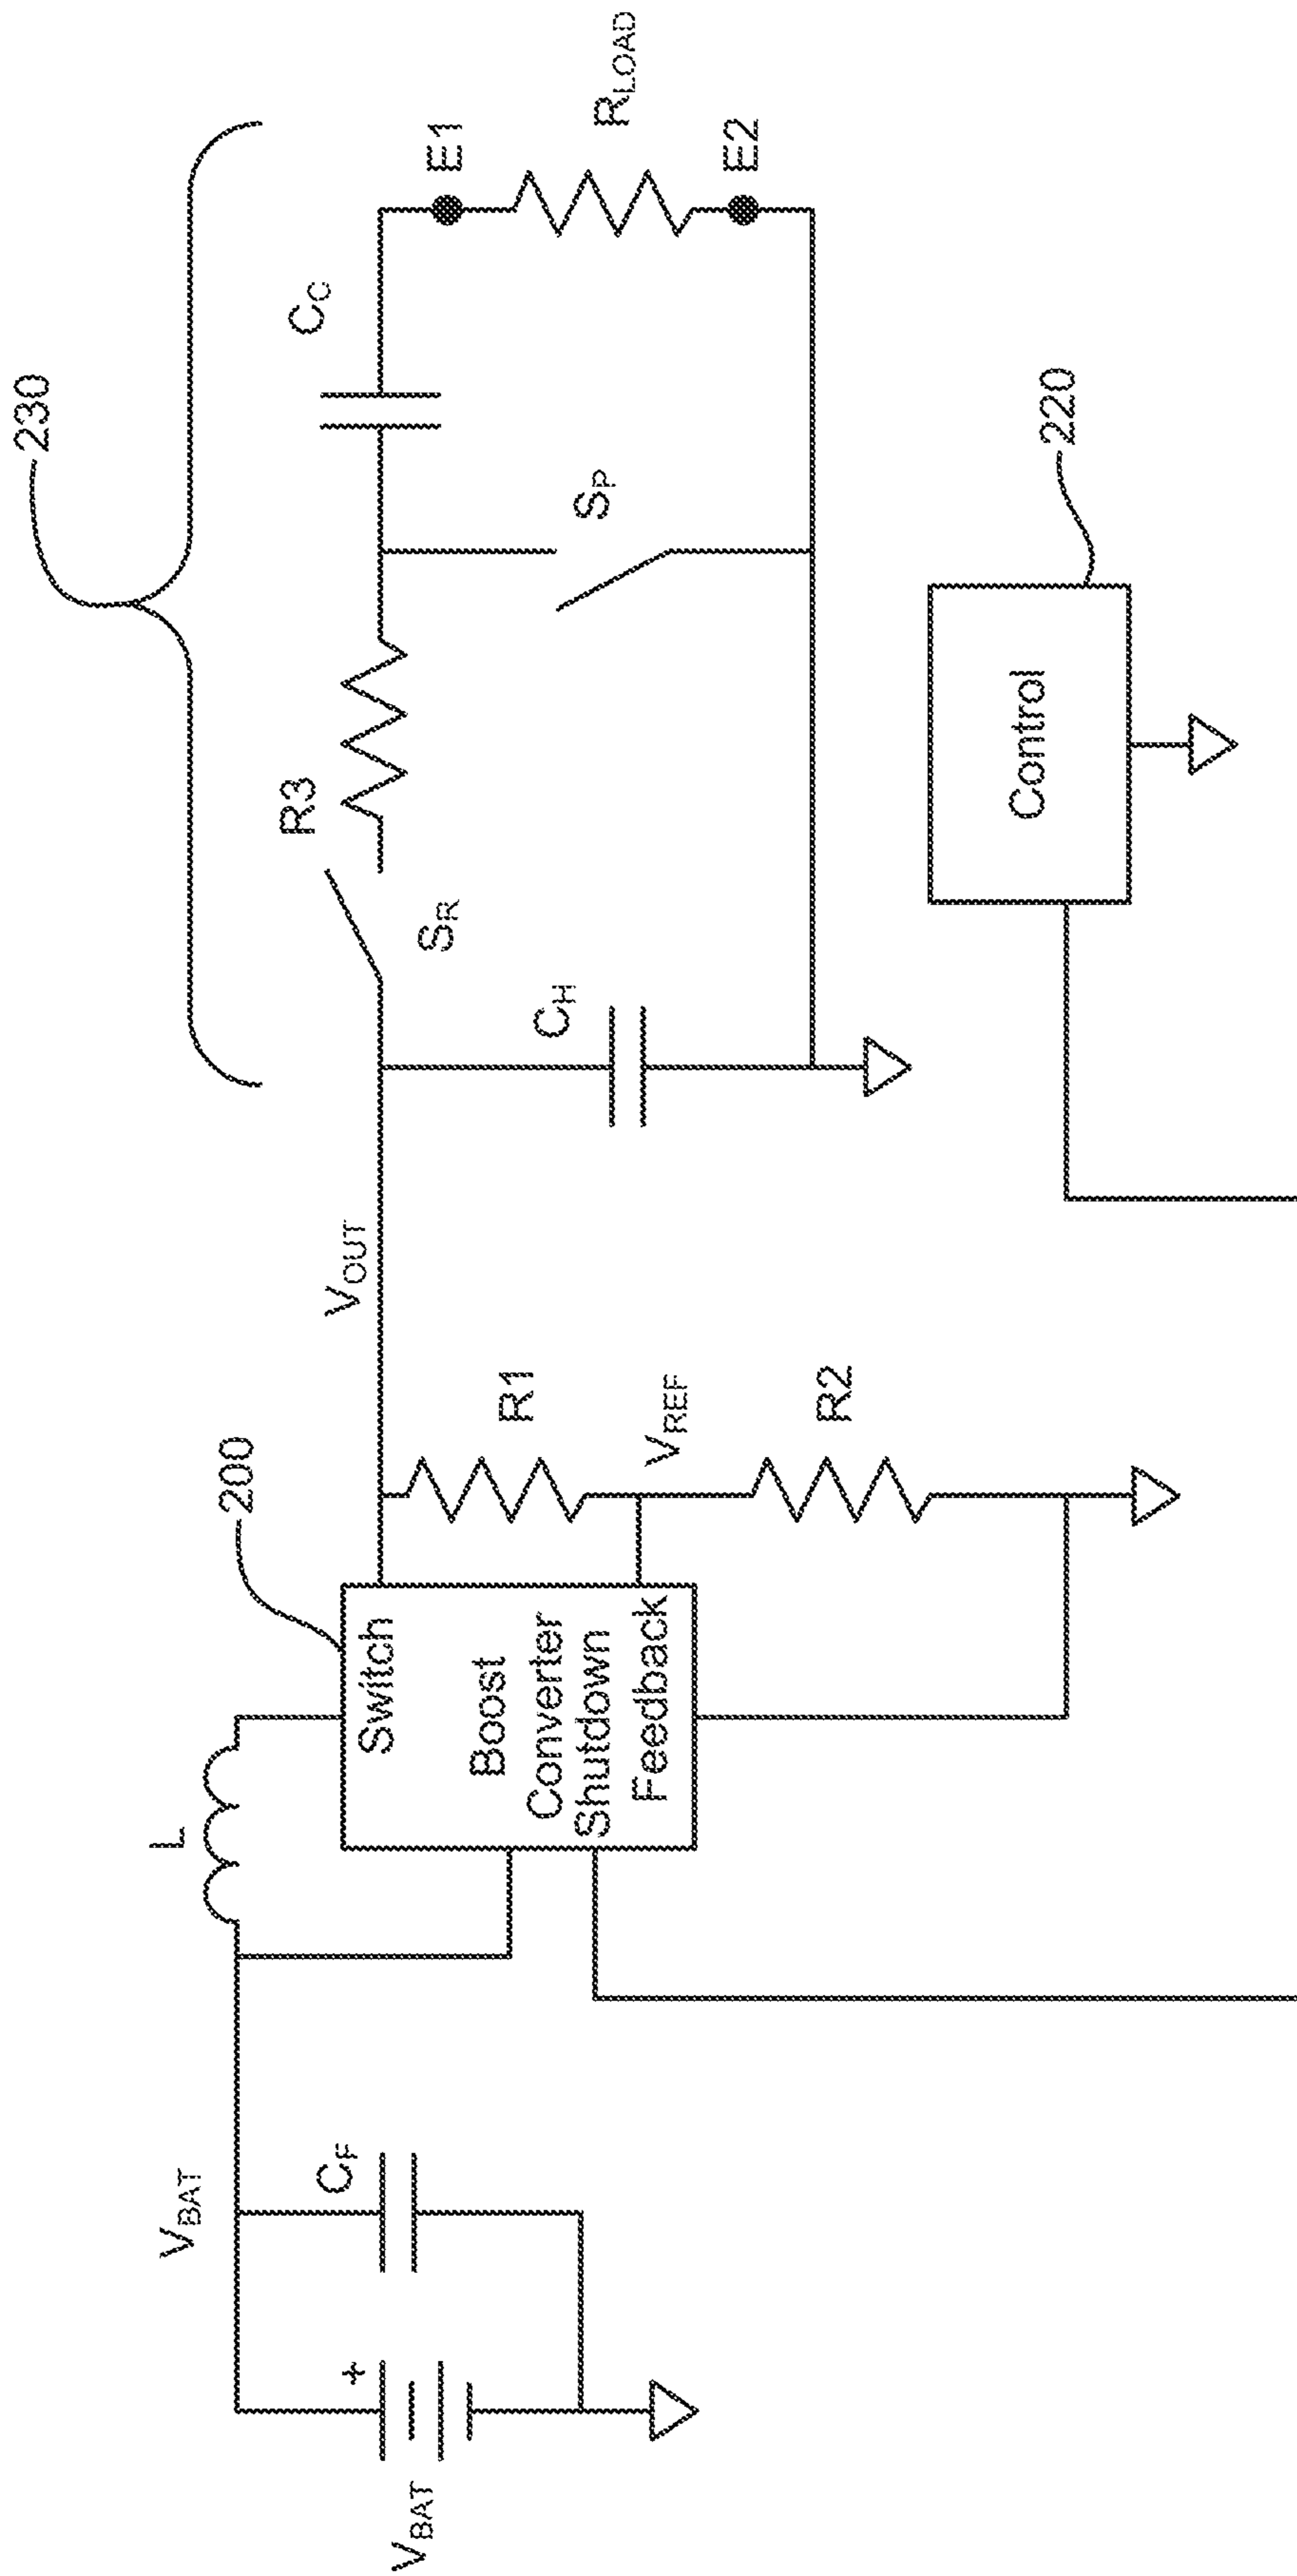 230
V_BAT
L
200
V_OUT
R3
C_C
E1
+
C_F
Switch
S_R
V_BAT
Boost
Converter
Shutdown
Feedback
R1
C_H
S_P
R_LOAD
V_REF
E2
R2
Control
220